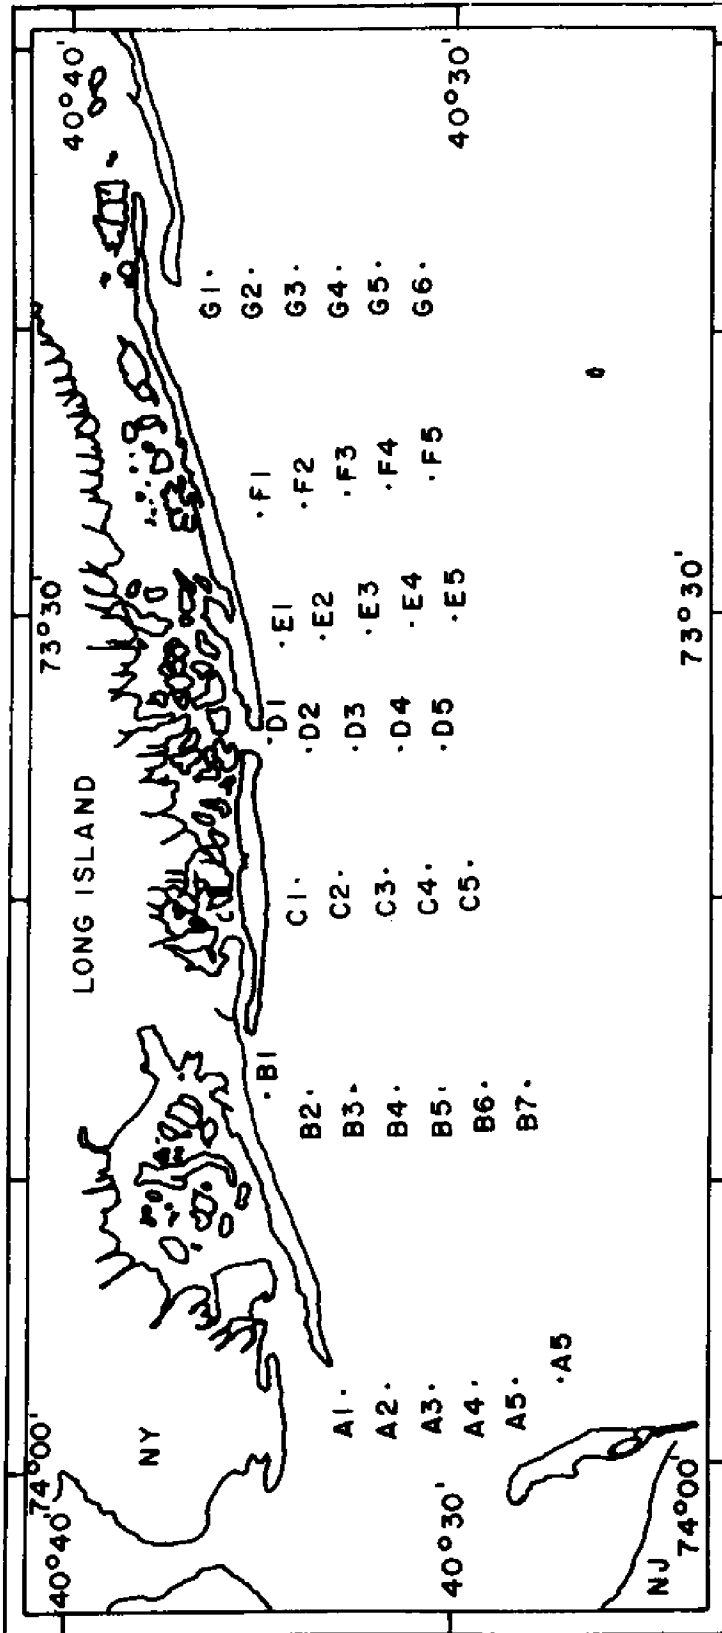 40°40'
74°00'
73°30'
40°40'
LONG ISLAND
NY
G1
G2
G3
G4
G5
G6
F1
F2
F3
F4
F5
E1
E2
E3
E4
E5
D1
D2
D3
D4
D5
C1
C2
C3
C4
C5
B1
B2
B3
B4
B5
B6
B7
A1
A2
A3
A4
A5
A5
40°30'
40°30'
NJ
74°00'
73°30'